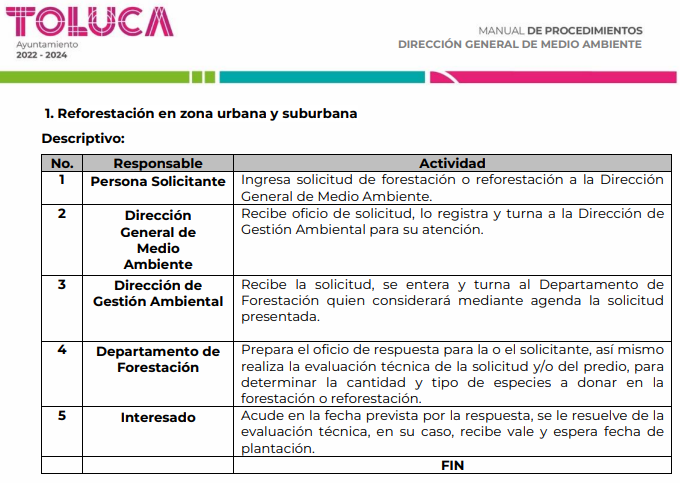 TOLUCA
Ayuntamiento
2022 - 2024
MANUAL DE PROCEDIMIENTOS
DIRECCIÓN GENERAL DE MEDIO AMBIENTE
1. Reforestación en zona urbana y suburbana
Descriptivo:
No. Responsable Actividad
1 Persona Solicitante Ingresa solicitud de forestación o reforestación a la Dirección
General de Medio Ambiente.
2 Dirección
General de
Medio
Ambiente
Recibe oficio de solicitud, lo registra y turna a la Dirección de
Gestión Ambiental para su atención.
3 Dirección de
Gestión Ambiental
Recibe la solicitud, se entera y turna al Departamento de
Forestación quien considerará mediante agenda la solicitud
presentada.
4 Departamento de
Forestación
Prepara el oficio de respuesta para la o el solicitante, así mismo
realiza la evaluación técnica de la solicitud y/o del predio, para
determinar la cantidad y tipo de especies a donar en la
forestación o reforestación.
5 Interesado
Acude en la fecha prevista por la respuesta, se le resuelve de la
evaluación técnica, en su caso, recibe vale y espera fecha de
plantación.
FIN